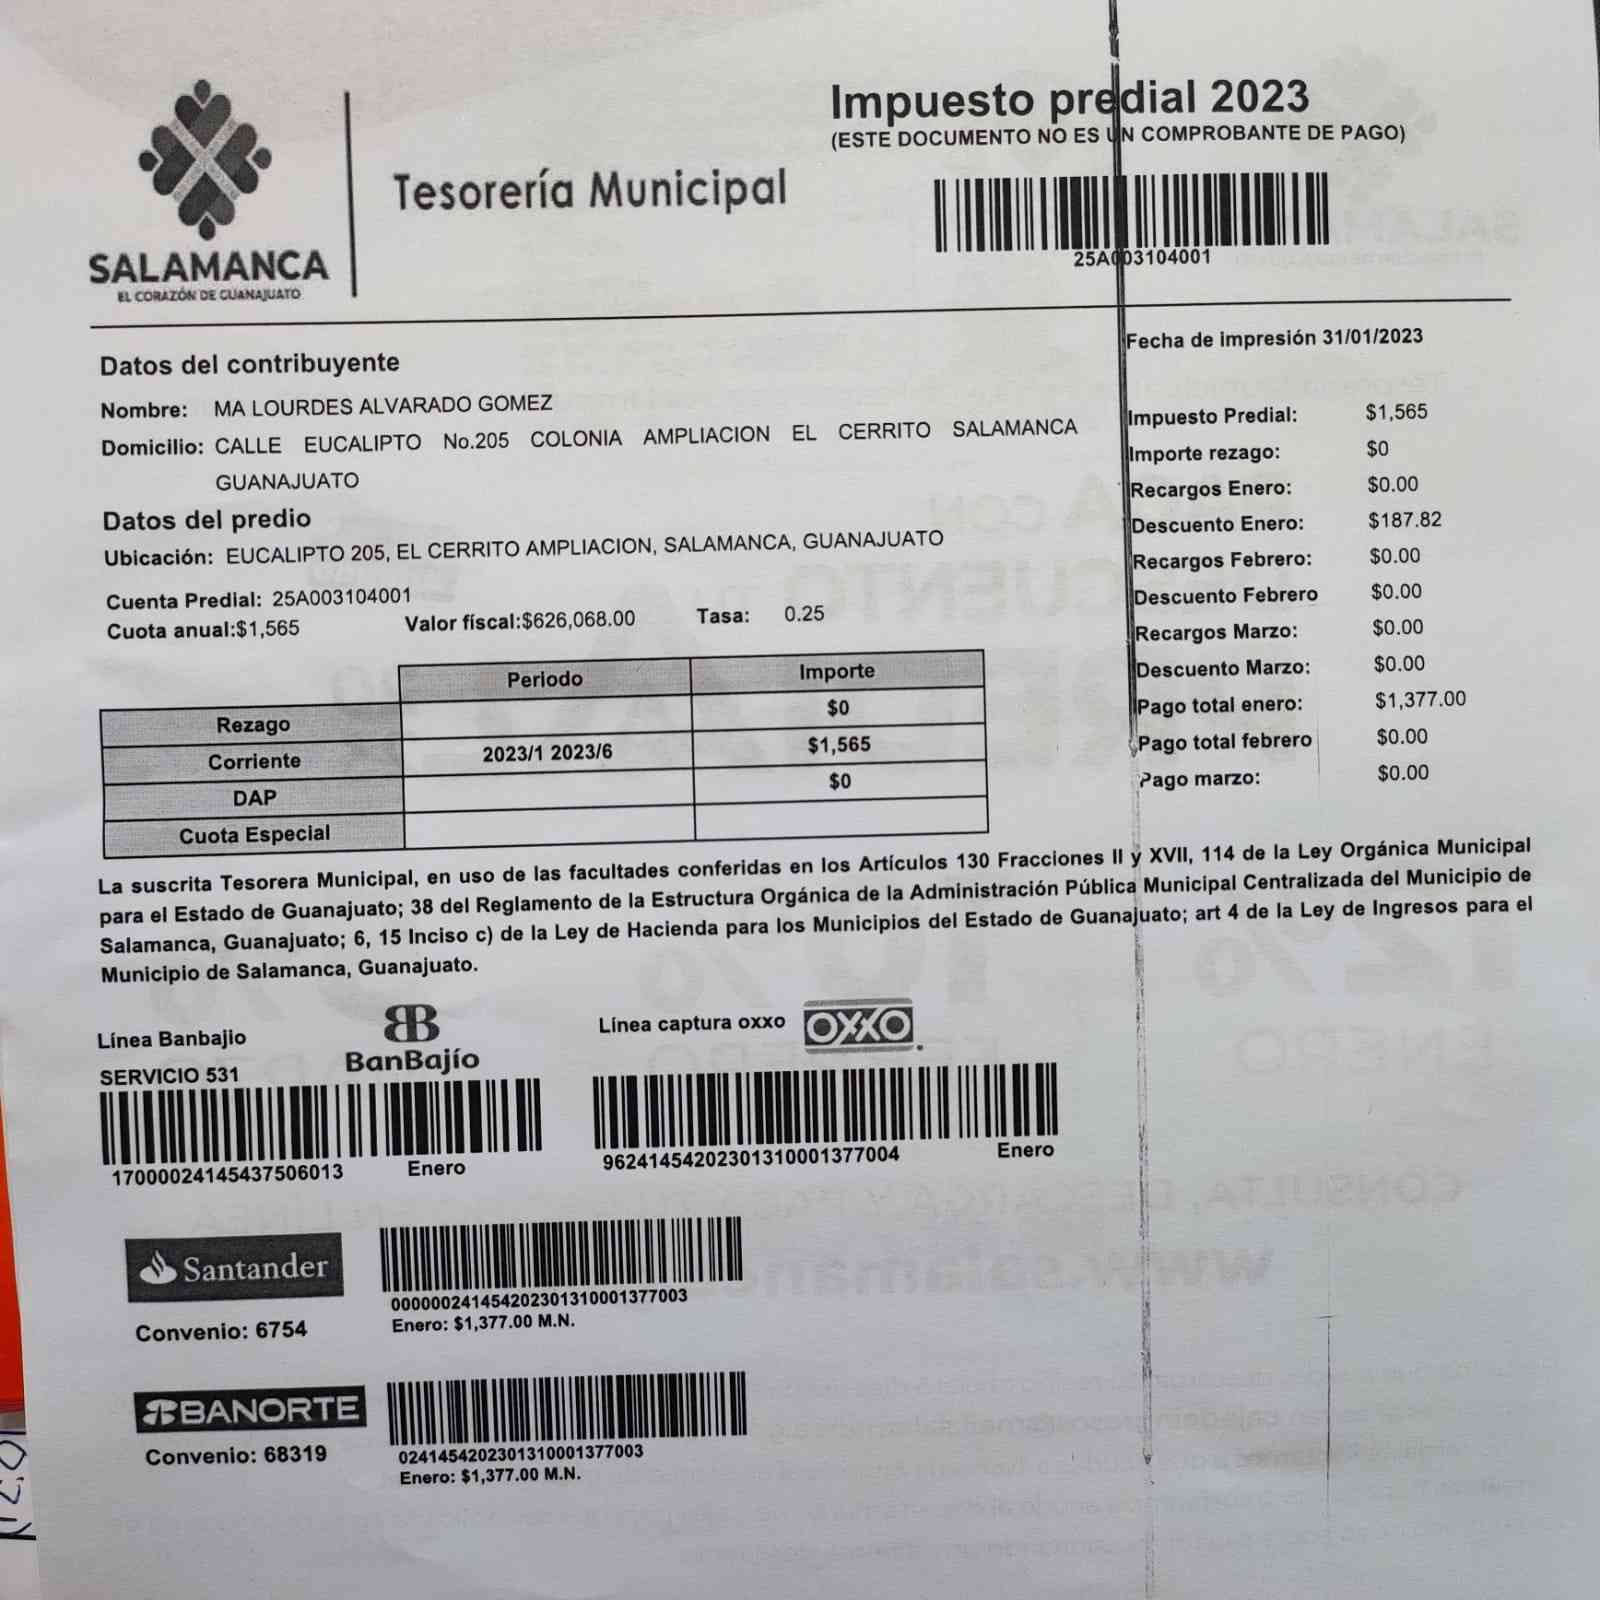 Impuesto predial 2023
(ESTE DOCUMENTO NO ES UN COMPROBANTE DE PAGO)
Tesorería Municipal
SALAMANCA
EL CORAZÓN DE GUANAJUATO
25A003104001
Fecha de impresión 31/01/2023
Datos del contribuyente
Nombre: MA LOURDES ALVARADO GOMEZ
Domicilio: CALLE EUCALIPTO No.205 COLONIA AMPLIACION EL CERRITO SALAMANCA
GUANAJUATO
Datos del predio
Ubicación: EUCALIPTO 205, EL CERRITO AMPLIACION, SALAMANCA, GUANAJUATO
Cuenta Predial: 25A003104001
Cuota anual:$1,565 Valor físcal:$626,068.00 Tasa: 0.25
Impuesto Predial: $1,565
Importe rezago: $0
Recargos Enero: $0.00
Descuento Enero: $187.82
Recargos Febrero: $0.00
Descuento Febrero $0.00
Recargos Marzo: $0.00
Descuento Marzo: $0.00
Pago total enero: $1,377.00
Pago total febrero $0.00
Pago marzo: $0.00
Periodo Importe
Rezago $0
Corriente 2023/1 2023/6 $1,565
DAP $0
Cuota Especial
La suscrita Tesorera Municipal, en uso de las facultades conferidas en los Artículos 130 Fracciones II y XVII, 114 de la Ley Orgánica Municipal
para el Estado de Guanajuato; 38 del Reglamento de la Estructura Orgánica de la Administración Pública Municipal Centralizada del Municipio de
Salamanca, Guanajuato; 6, 15 Inciso c) de la Ley de Hacienda para los Municipios del Estado de Guanajuato; art 4 de la Ley de Ingresos para el
Municipio de Salamanca, Guanajuato.
Línea Banbajio
BanBajío
SERVICIO 531
17000024145437506013 Enero
Línea captura oxxo OXXO
96241454202301310001377004 Enero
Santander
Convenio: 6754
000000241454202301310001377003
Enero: $1,377.00 M.N.
BANORTE
Convenio: 68319
0241454202301310001377003
Enero: $1,377.00 M.N.